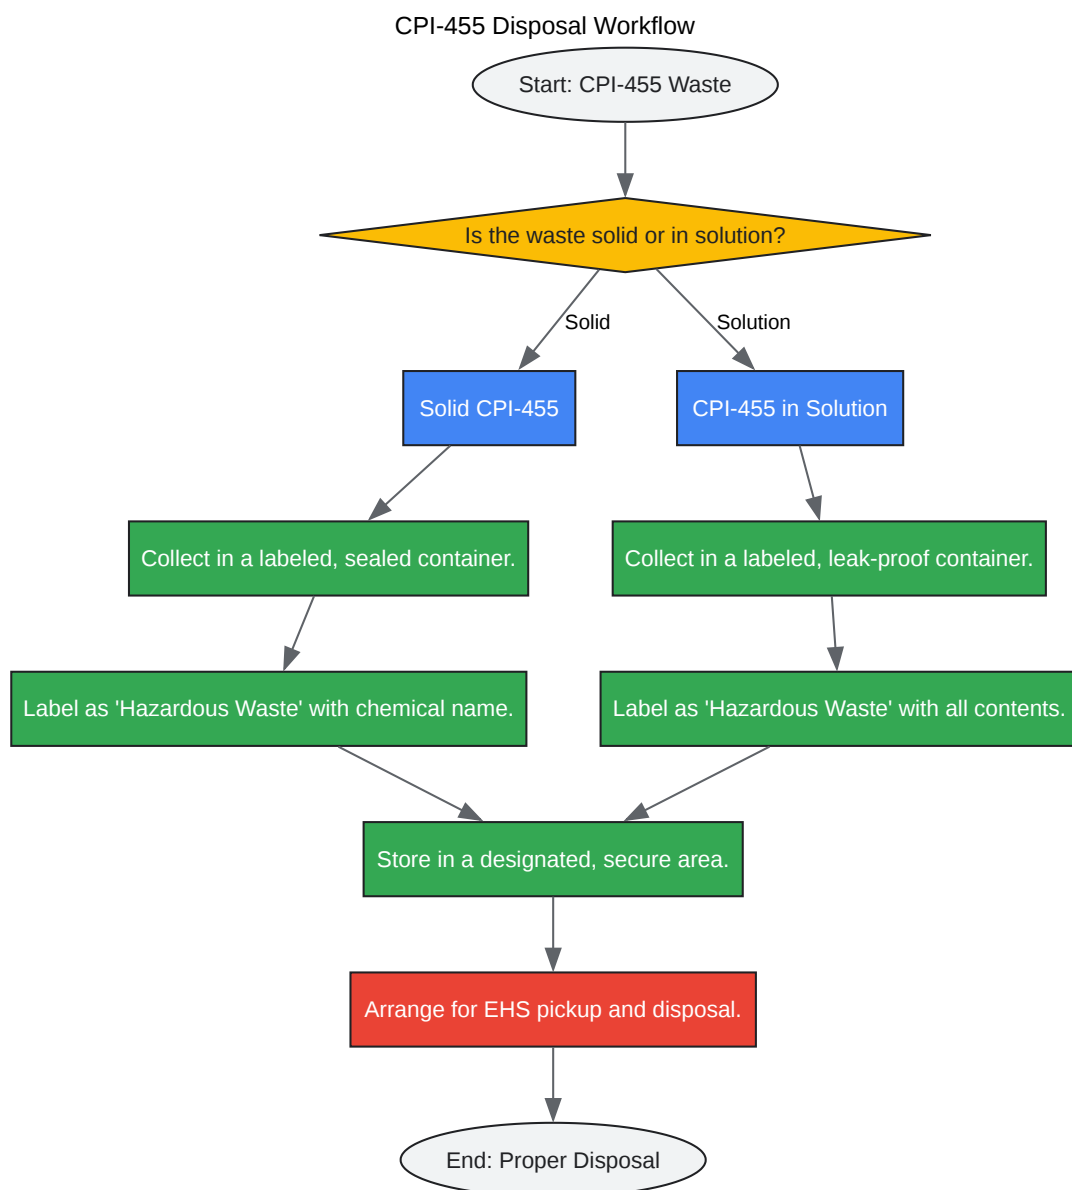 CPI-455 Disposal Workflow
Start: CPI-455 Waste
Is the waste solid or in solution?
Solid
Solution
Solid CPI-455
CPI-455 in Solution
Collect in a labeled, sealed container.
Collect in a labeled, leak-proof container.
Label as 'Hazardous Waste' with chemical name.
Label as 'Hazardous Waste' with all contents.
Store in a designated, secure area.
Arrange for EHS pickup and disposal.
End: Proper Disposal